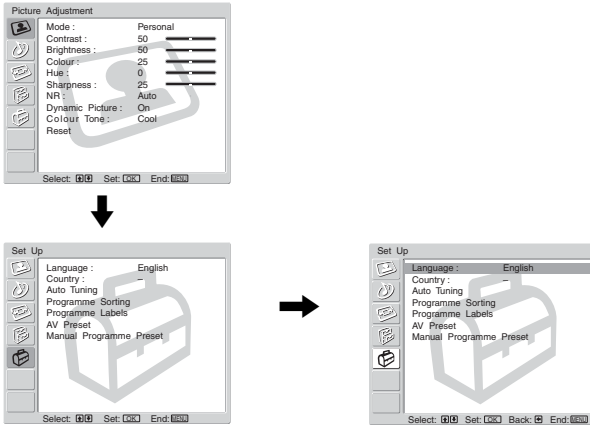 Picture Adjustment
Mode : Personal
Contrast : 50
Brightness : 50
Colour : 25
Hue : 0
Sharpness : 25
NR : Auto
Dynamic Picture : On
Colour Tone : Cool
Reset
Select: Set: OK End: MENU
Set Up
Language : English
Country : –
Auto Tuning
Programme Sorting
Programme Labels
AV Preset
Manual Programme Preset
Select: Set: OK End: MENU
Set Up
Language : English
Country : –
Auto Tuning
Programme Sorting
Programme Labels
AV Preset
Manual Programme Preset
Select: Set: OK Back: End: MENU